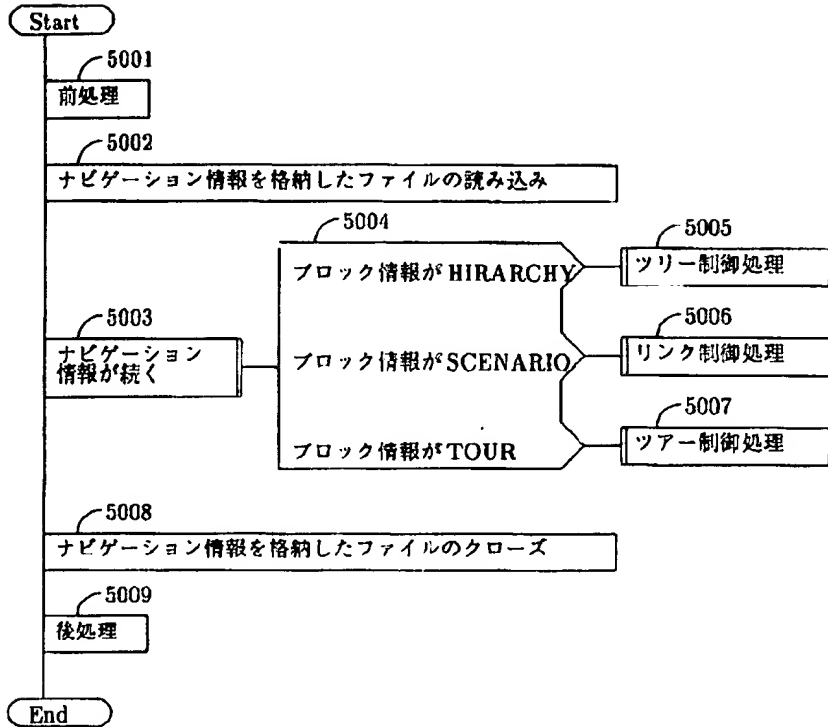 Start
5001
前処理
5002
ナビゲーション情報を格納したファイルの読み込み
5003
ナビゲーション
情報が続く
5004
ブロック情報がHIRARCHY
5005
ツリー制御処理
ブロック情報がSCENARIO
5006
リンク制御処理
ブロック情報がTOUR
5007
ツアー制御処理
5008
ナビゲーション情報を格納したファイルのクローズ
5009
後処理
End